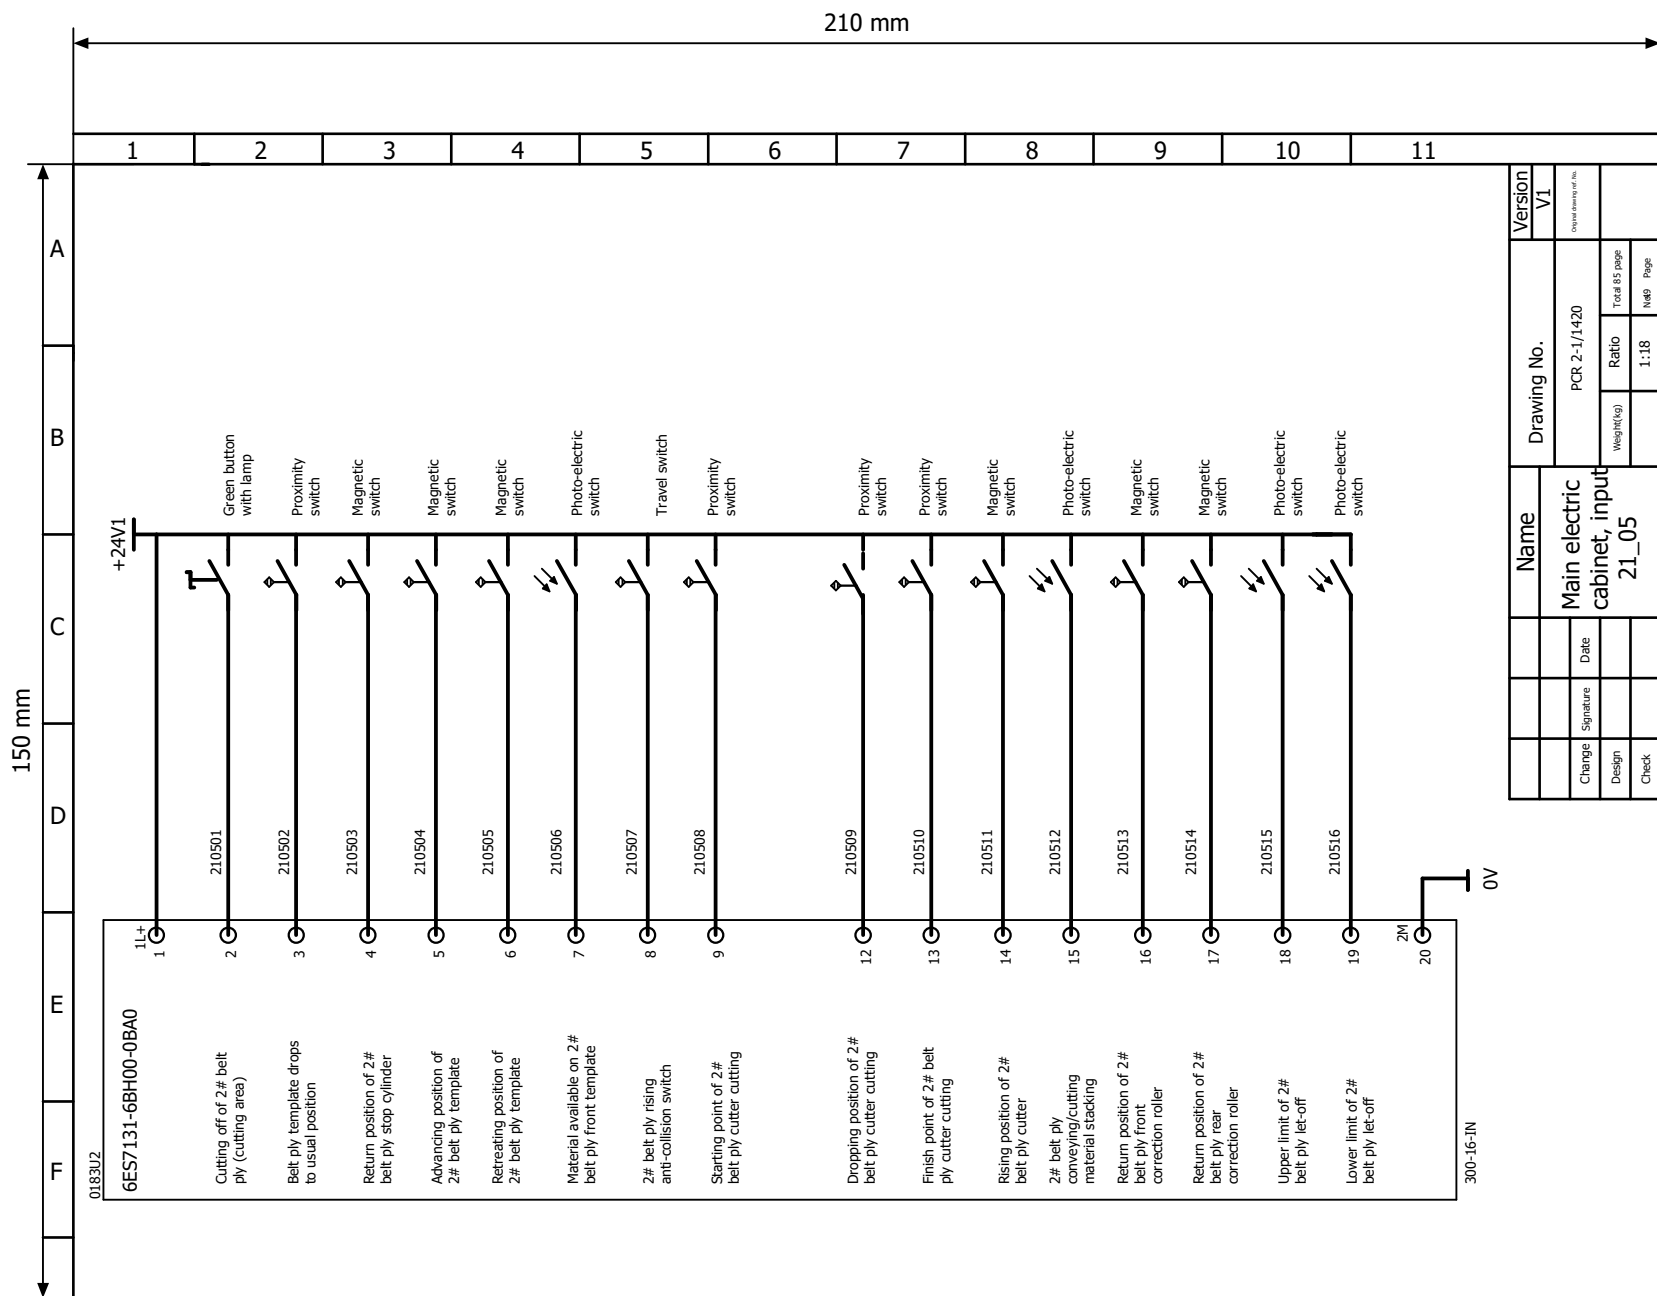 210 mm
1 2 3 4 5 6 7 8 9 10 11
150 mm
A
B
C
D
E
F
+24V1
Green button
with lamp
Proximity
switch
Magnetic
switch
Magnetic
switch
Magnetic
switch
Photo-electric
switch
Travel switch
Proximity
switch
Proximity
switch
Proximity
switch
Magnetic
switch
Photo-electric
switch
Magnetic
switch
Magnetic
switch
Photo-electric
switch
Photo-electric
switch
210501
210502
210503
210504
210505
210506
210507
210508
210509
210510
210511
210512
210513
210514
210515
210516
0V
1L+
1
2
3
4
5
6
7
8
9
12
13
14
15
16
17
18
19
2M
20
0183U2
6ES7131-6BH00-0BA0
Cutting off of 2# belt
ply (cutting area)
Belt ply template drops
to usual position
Return position of 2#
belt ply stop cylinder
Advancing position of
2# belt ply template
Retreating position of
2# belt ply template
Material available on 2#
belt ply front template
2# belt ply rising
anti-collision switch
Starting point of 2#
belt ply cutter cutting
Dropping position of 2#
belt ply cutter cutting
Finish point of 2# belt
ply cutter cutting
Rising position of 2#
belt ply cutter
2# belt ply
conveying/cutting
material stacking
Return position of 2#
belt ply front
correction roller
Return position of 2#
belt ply rear
correction roller
Upper limit of 2#
belt ply let-off
Lower limit of 2#
belt ply let-off
300-16-IN
Name
Main electric
cabinet, input
21_05
Drawing No.
PCR 2-1/1420
Version
V1
Original drawing ref. No.
Weight(kg)
Ratio
Total 85 page
1:18
Page
Change Signature Date
Design
Check